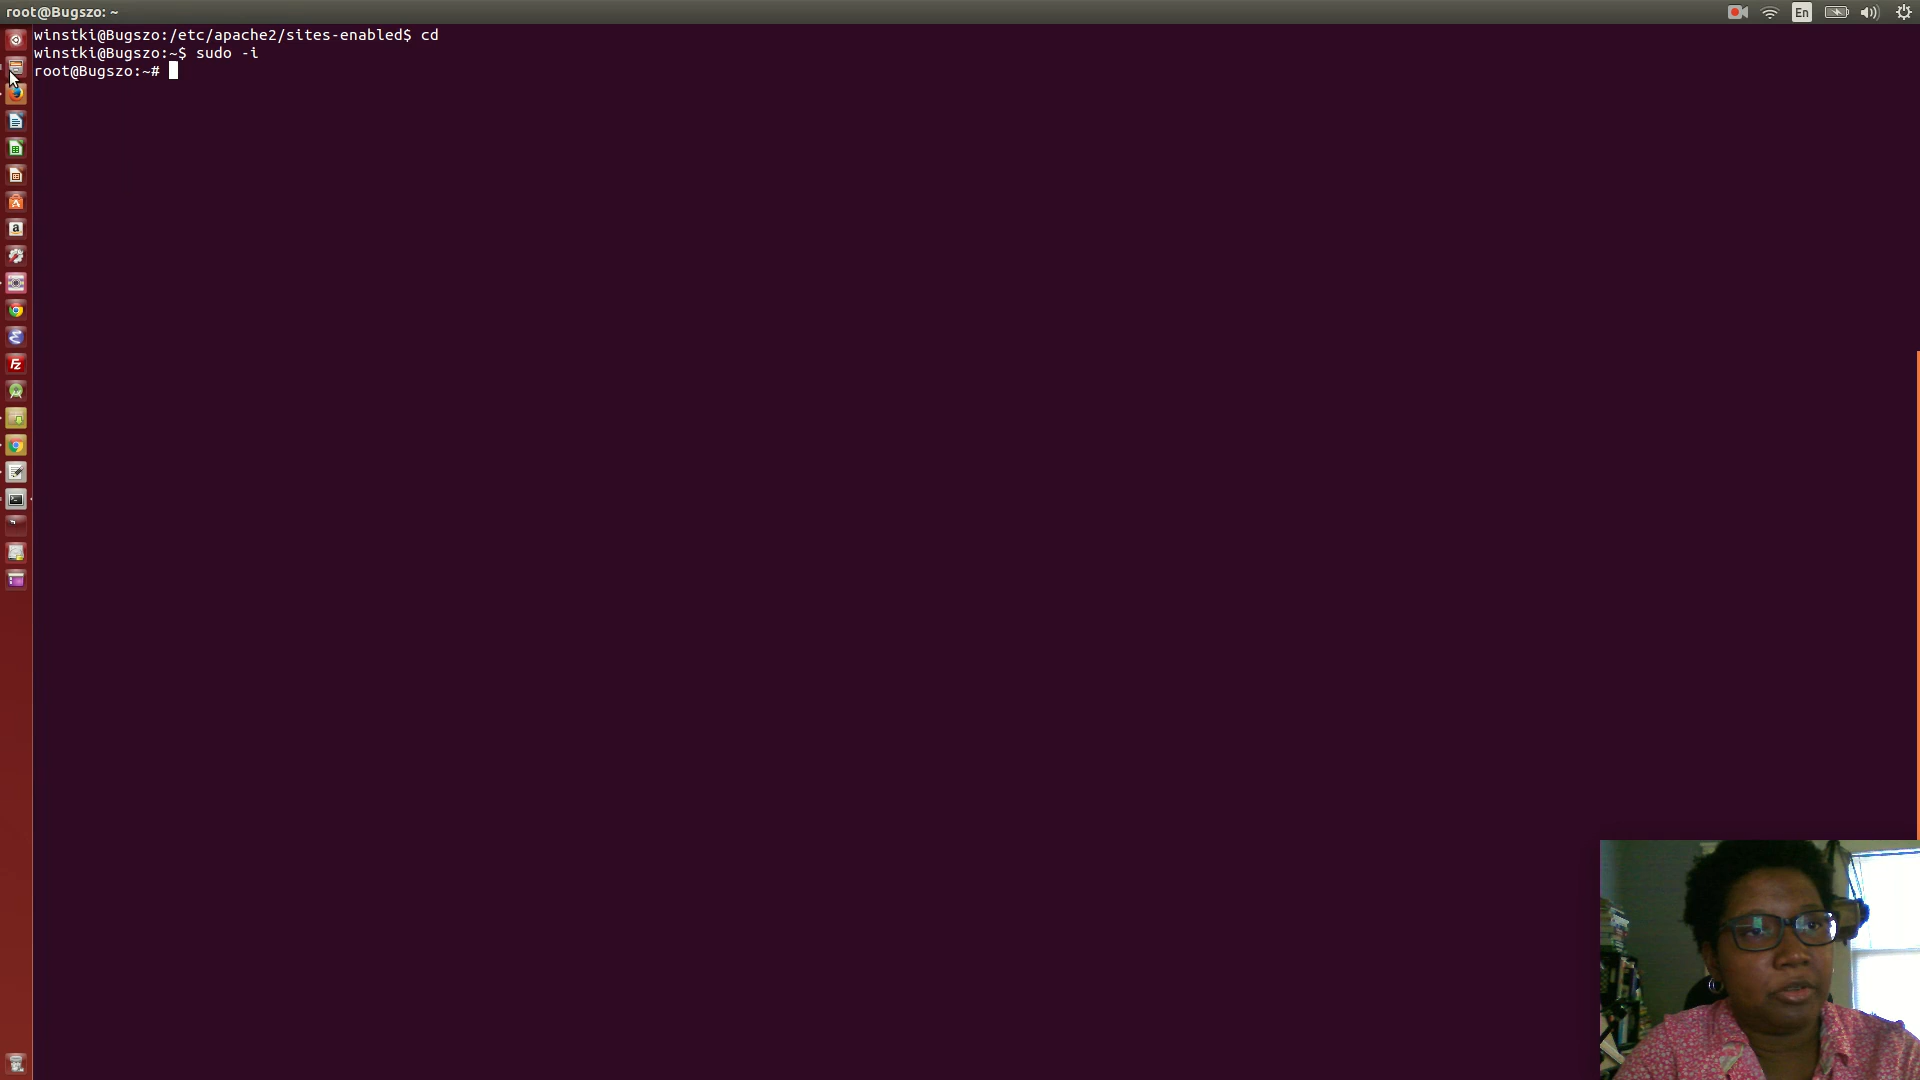 root@Bugszo: ~
En
winstki@Bugszo:/etc/apache2/sites-enabled$ cd
winstki@Bugszo:~$ sudo -i
root@Bugszo:~#